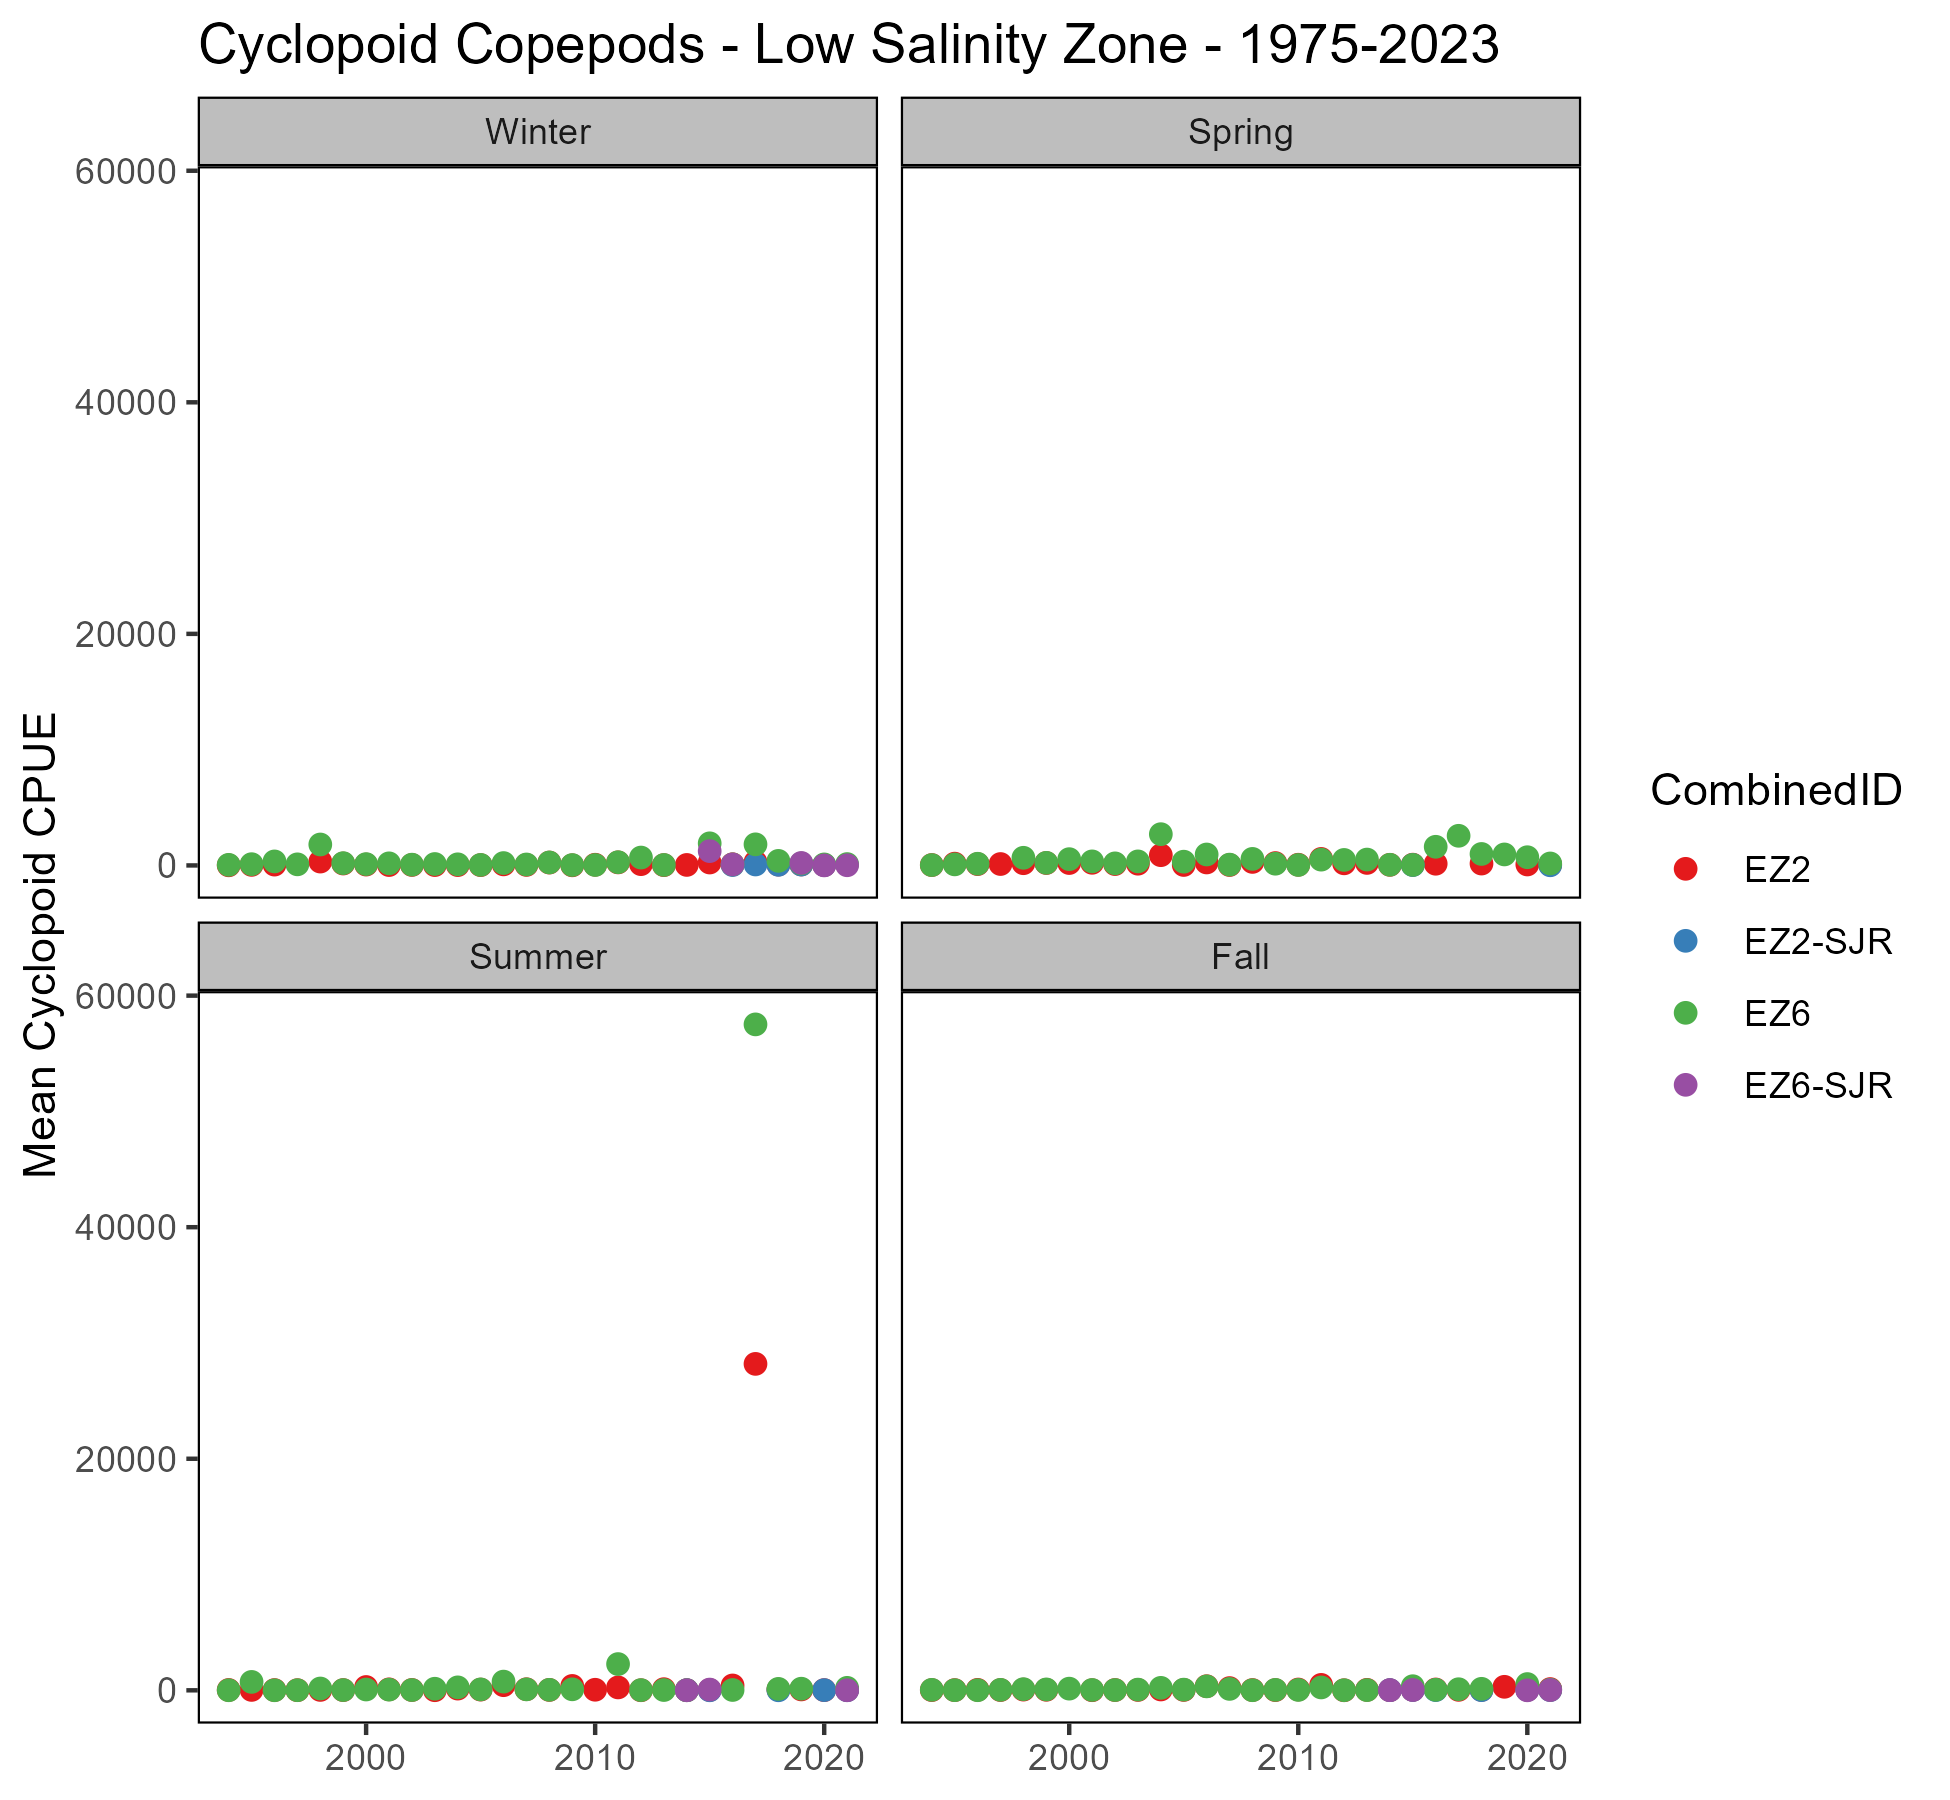 Cyclopoid Copepods - Low Salinity Zone - 1975-2023
Winter
Spring
60000
40000
20000
0
Summer
Fall
60000
40000
20000
0
2000
2010
2020
2000
2010
2020
Mean Cyclopoid CPUE
CombinedID
EZ2
EZ2-SJR
EZ6
EZ6-SJR